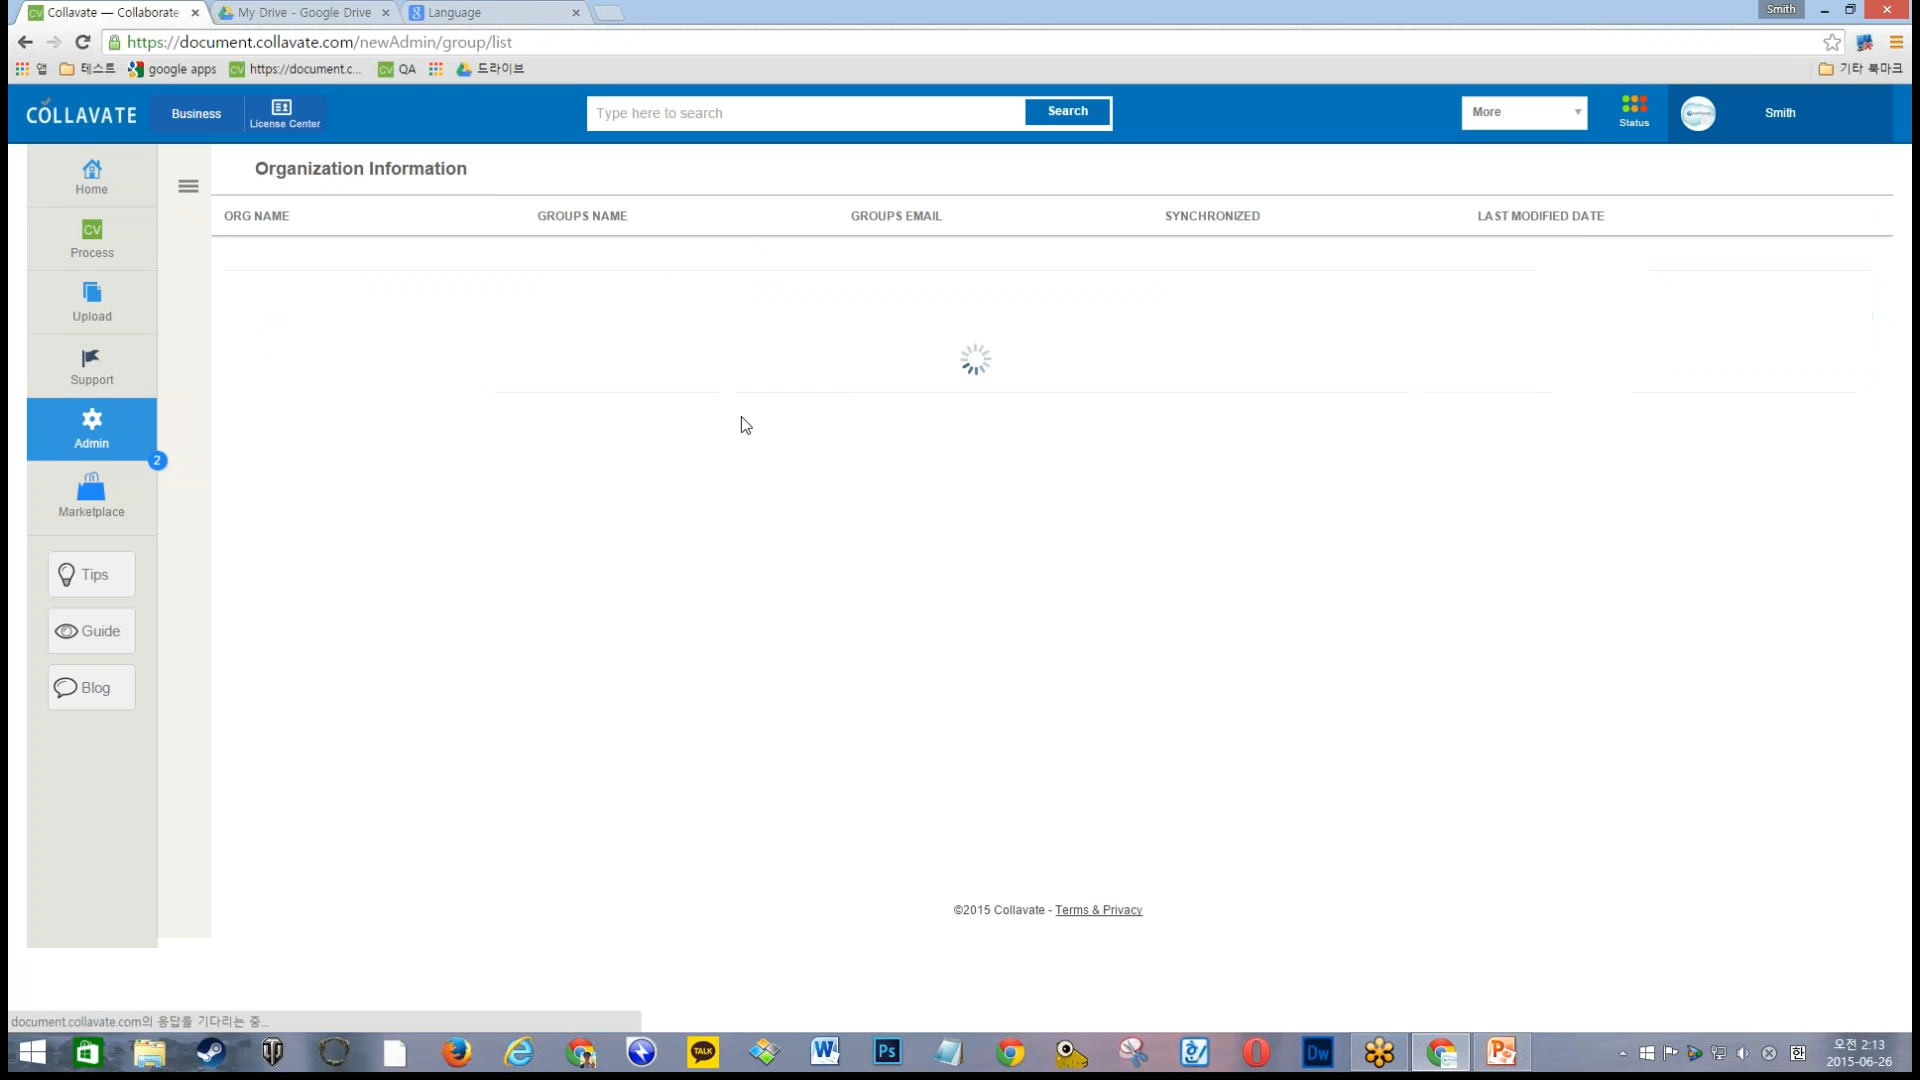 Collavate — Collaborate
My Drive - Google Drive
Language
Smith
https://document.collavate.com/newAdmin/group/list
앱
테스트
google apps
https://document.c...
QA
드라이브
기타 북마크
COLLAVATE
Business
License Center
Type here to search
Search
More
Status
Smith
Home
Process
Upload
Support
Admin
2
Marketplace
Tips
Guide
Blog
Organization Information
ORG NAME
GROUPS NAME
GROUPS EMAIL
SYNCHRONIZED
LAST MODIFIED DATE
©2015 Collavate - Terms & Privacy
document.collavate.com의 응답을 기다리는 중...
TALK
Ps
Dw
한
오전 2:13
2015-06-26